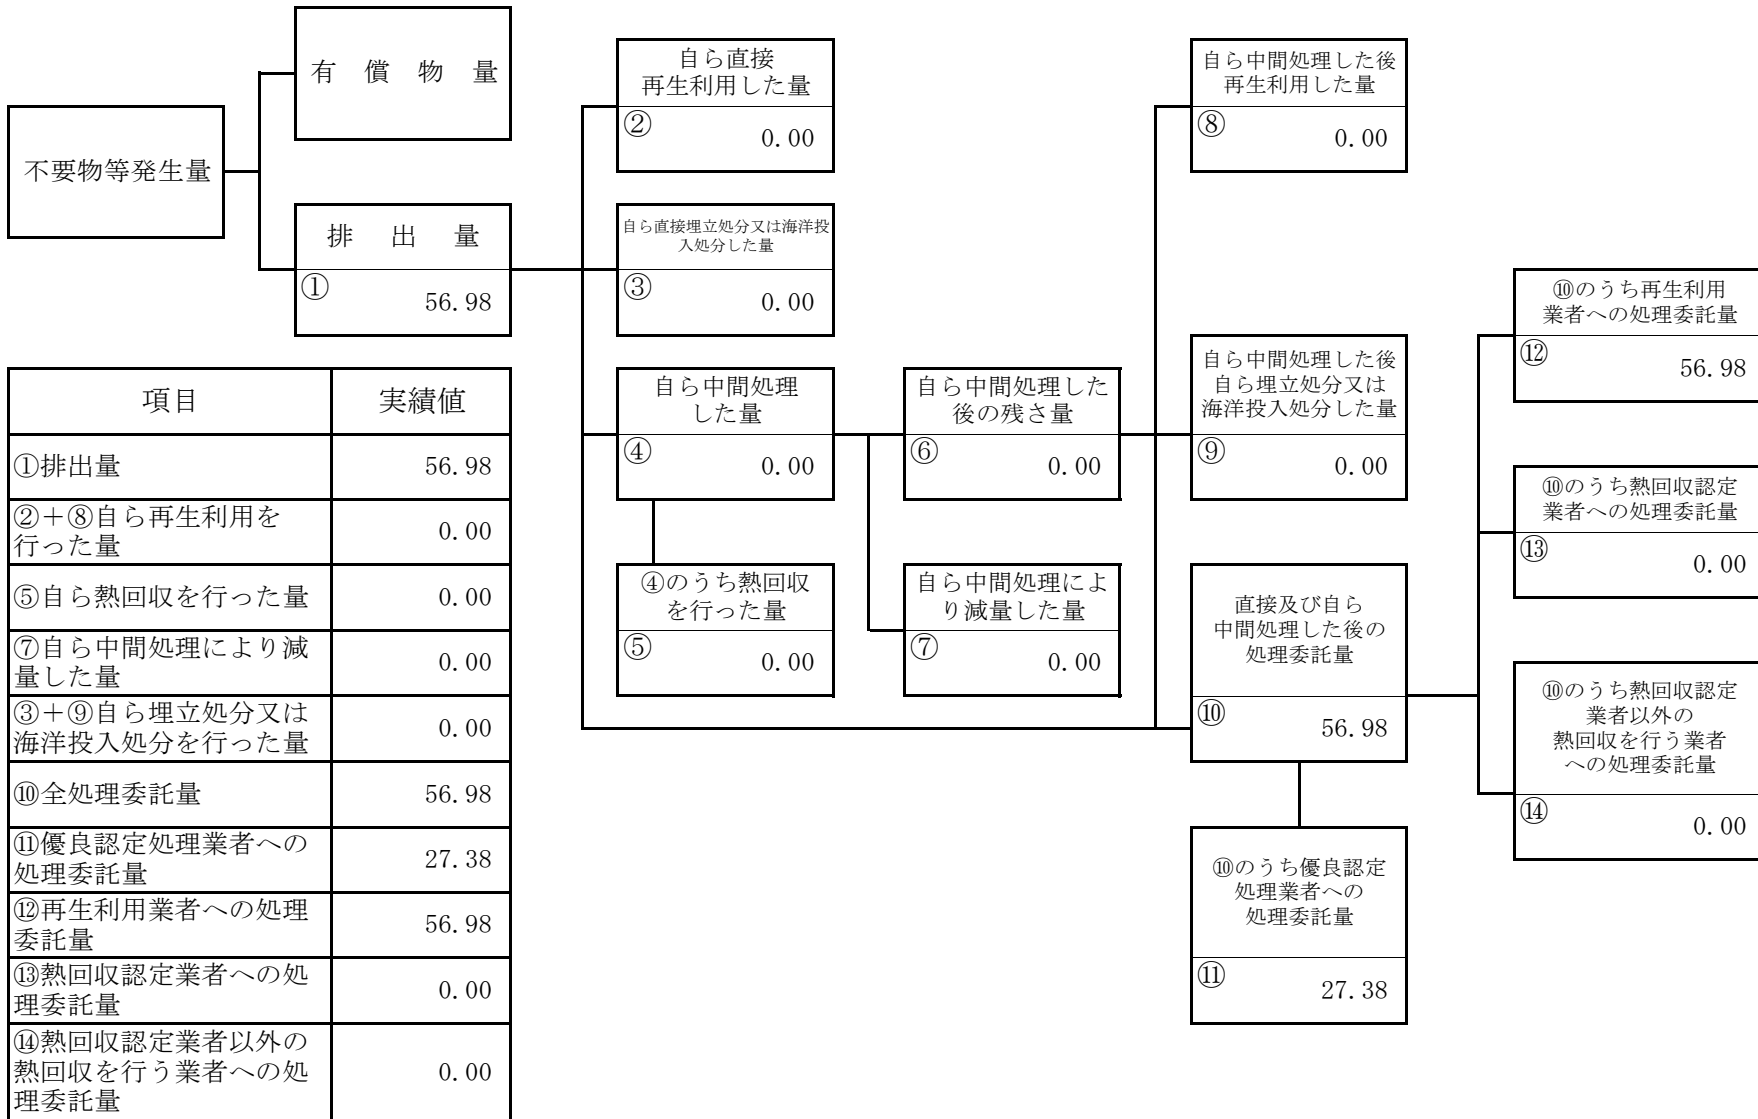 有　償　物　量
不要物等発生量
排　出　量
①
56.98
自ら直接
再生利用した量
②
0.00
自ら直接埋立処分又は海洋投
入処分した量
③
0.00
自ら中間処理
した量
④
0.00
④のうち熱回収
を行った量
⑤
0.00
自ら中間処理した
後の残さ量
⑥
0.00
自ら中間処理によ
り減量した量
⑦
0.00
自ら中間処理した後
再生利用した量
⑧
0.00
自ら中間処理した後
自ら埋立処分又は
海洋投入処分した量
⑨
0.00
直接及び自ら
中間処理した後の
処理委託量
⑩
56.98
⑩のうち優良認定
処理業者への
処理委託量
⑪
27.38
⑩のうち再生利用
業者への処理委託量
⑫
56.98
⑩のうち熱回収認定
業者への処理委託量
⑬
0.00
⑩のうち熱回収認定
業者以外の
熱回収を行う業者
への処理委託量
⑭
0.00
項目 実績値
①排出量 56.98
②＋⑧自ら再生利用を
行った量 0.00
⑤自ら熱回収を行った量 0.00
⑦自ら中間処理により減
量した量 0.00
③＋⑨自ら埋立処分又は
海洋投入処分を行った量 0.00
⑩全処理委託量 56.98
⑪優良認定処理業者への
処理委託量 27.38
⑫再生利用業者への処理
委託量 56.98
⑬熱回収認定業者への処
理委託量 0.00
⑭熱回収認定業者以外の
熱回収を行う業者への処
理委託量 0.00